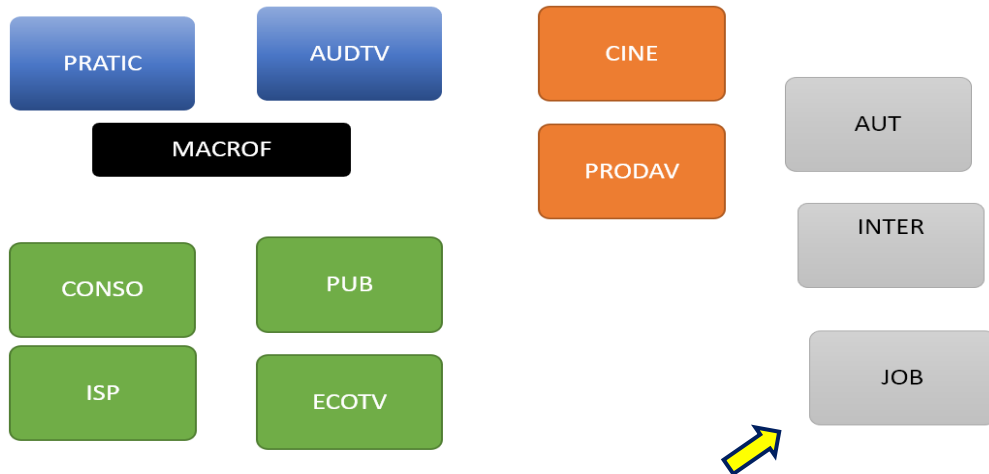 PRATIC
AUDTV
MACROF
CINE
PRODAV
AUT
INTER
JOB
CONSO
PUB
ISP
ECOTV